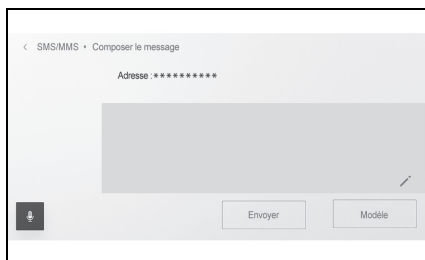 < SMS/MMS • Composer le message
Adresse :**********
Envoyer
Modèle